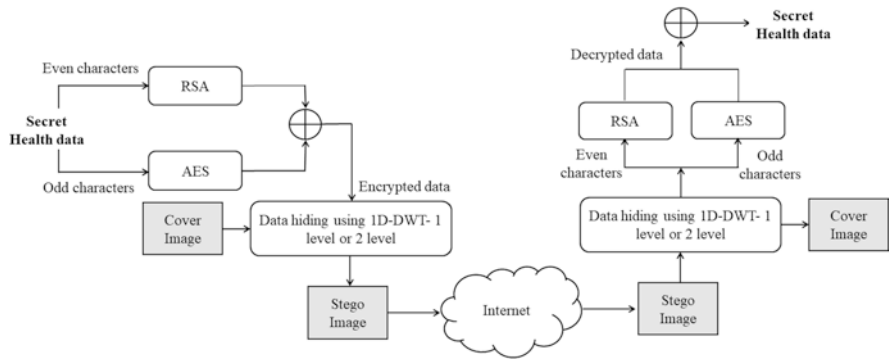 Even characters
RSA
Secret
Health data
AES
Odd characters
Encrypted data
Cover
Image
Data hiding using 1D-DWT- 1
level or 2 level
Stego
Image
Internet
Stego
Image
Data hiding using 1D-DWT- 1
level or 2 level
Cover
Image
Even
characters
Odd
characters
RSA
AES
Decrypted data
Secret
Health data